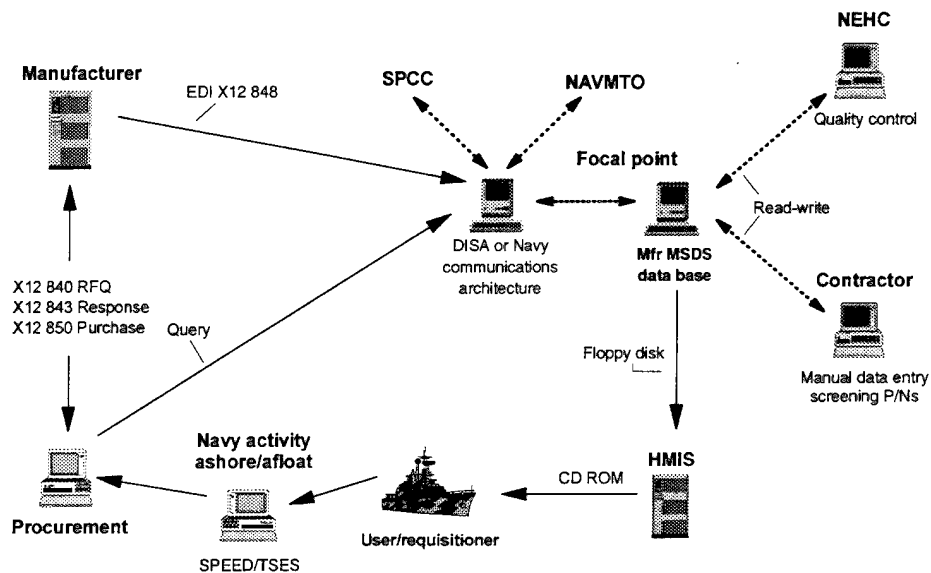 NEHC
Quality control
Manufacturer
EDI X12 848
SPCC
NAVMTO
Focal point
Read-write
DISA or Navy
communications
architecture
Mfr MSDS
data base
Contractor
Manual data entry
screening P/Ns
X12 840 RFQ
X12 843 Response
X12 850 Purchase
Query
Floppy disk
Navy activity
ashore/afloat
HMIS
CD ROM
Procurement
User/requisitioner
SPEED/TSES